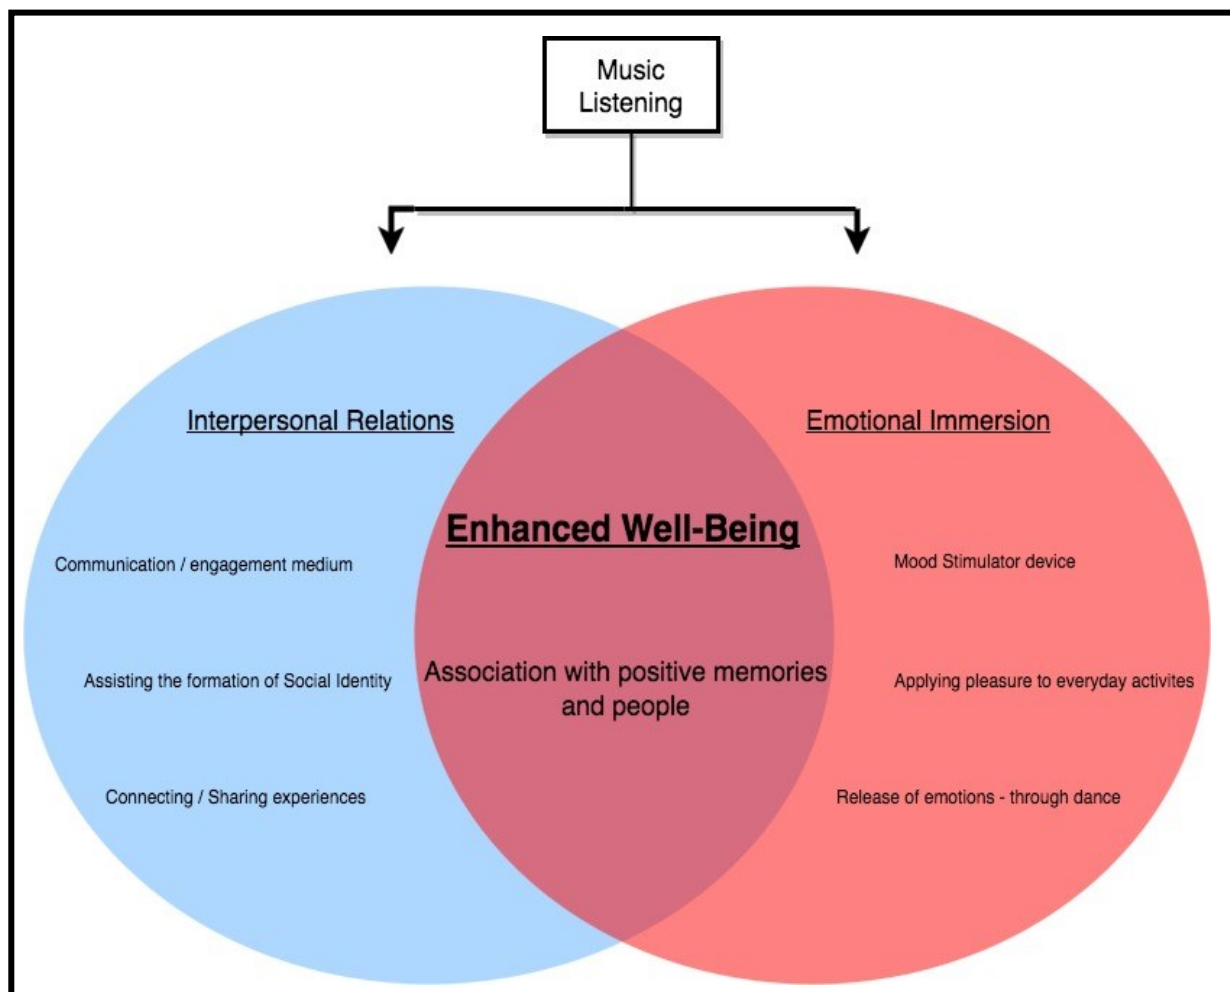 Music
Listening
Interpersonal Relations
Emotional Immersion
Enhanced Well-Being
Communication / engagement medium
Mood Stimulator device
Association with positive memories
and people
Assisting the formation of Social Identity
Applying pleasure to everyday activites
Connecting / Sharing experiences
Release of emotions - through dance